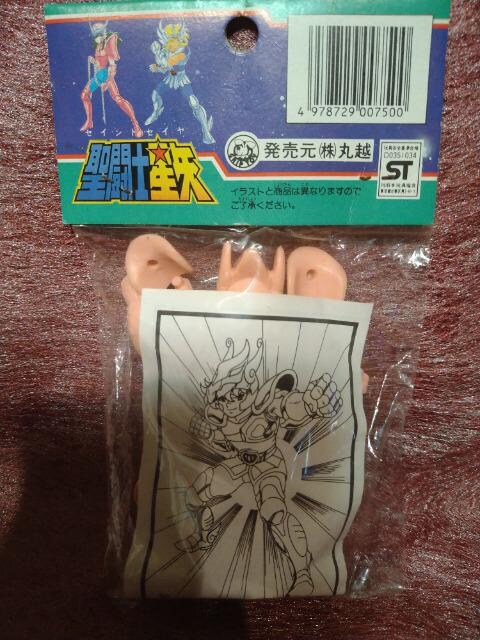 4 978729 007500
セイントセイヤ
聖闘士星矢
発売元 ㈱丸越
イラストと商品は異なりますので
ご了承ください。
D0351034
ST